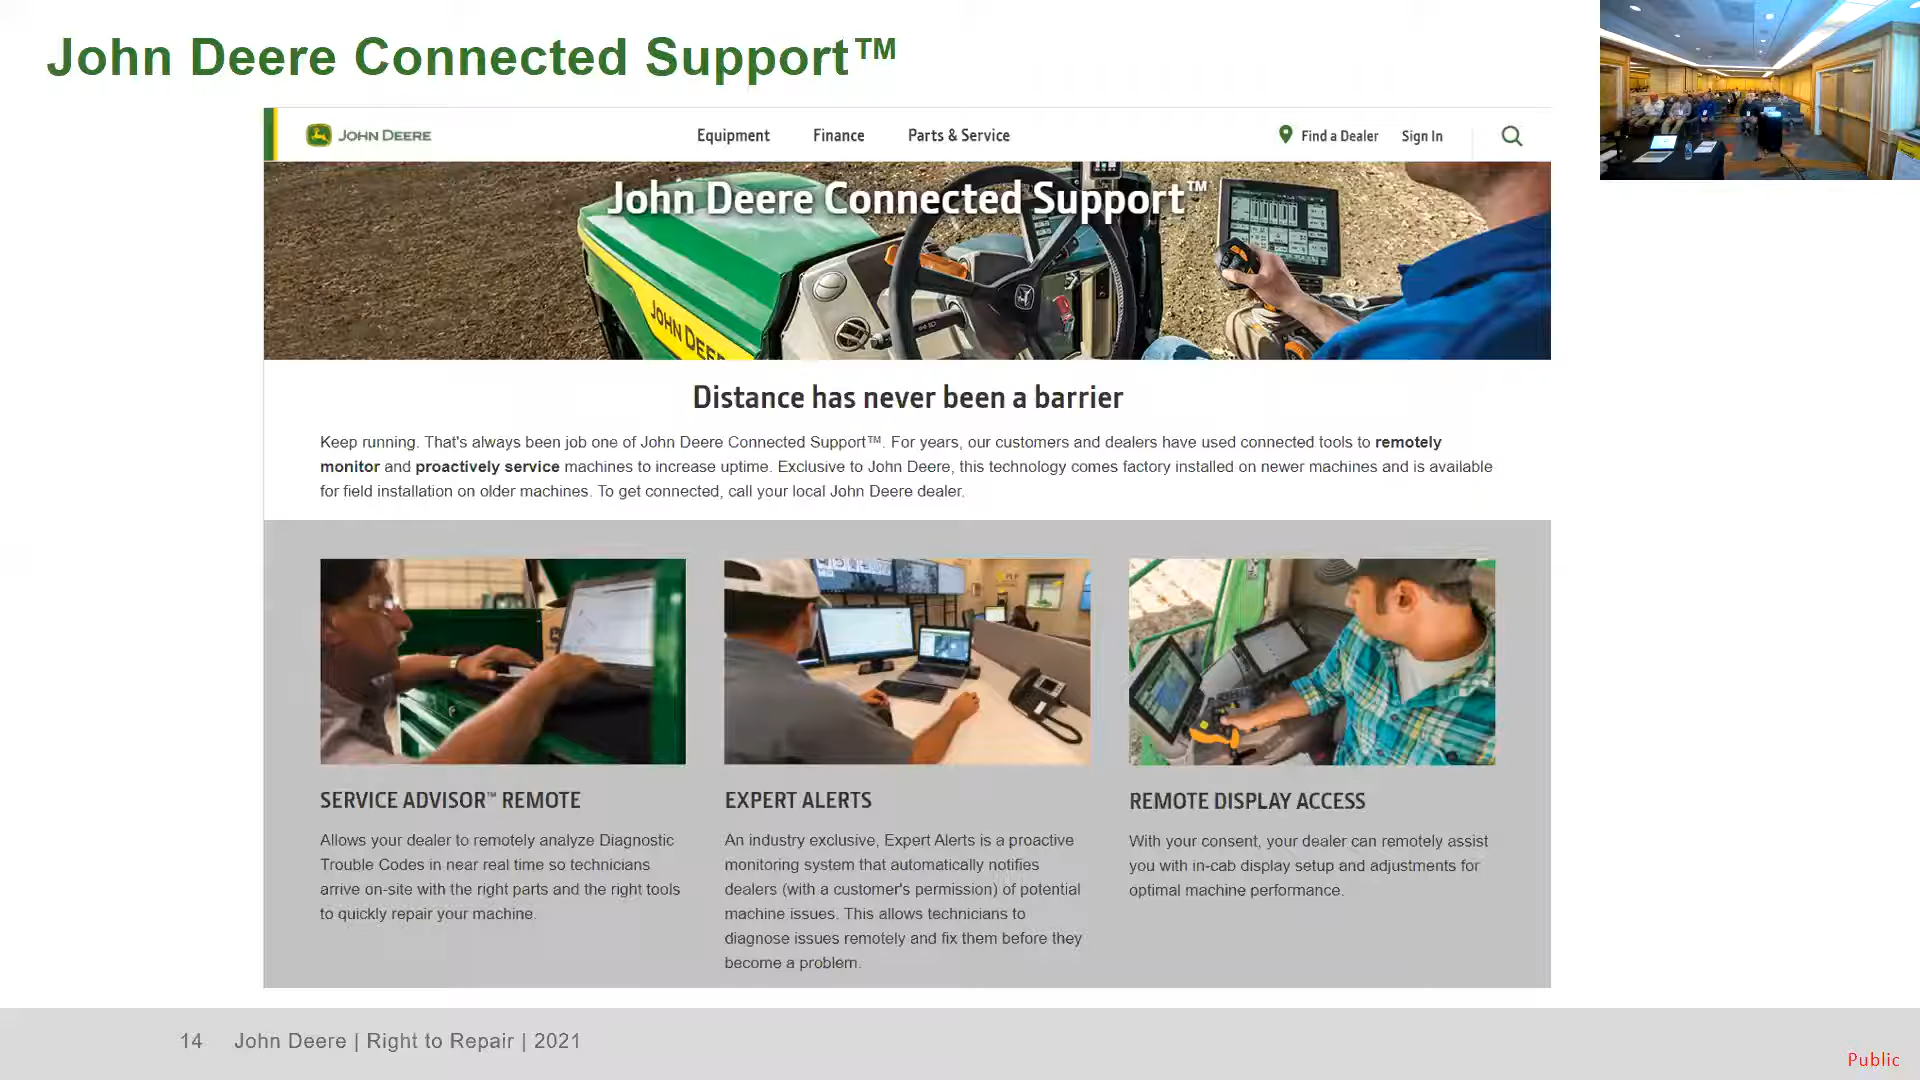 John Deere Connected Support™
JOHN DEERE
Equipment
Finance
Parts & Service
Find a Dealer
Sign In
John Deere Connected Support™
JOHN DEERE
Distance has never been a barrier
Keep running. That's always been job one of John Deere Connected Support™. For years, our customers and dealers have used connected tools to remotely
monitor and proactively service machines to increase uptime. Exclusive to John Deere, this technology comes factory installed on newer machines and is available
for field installation on older machines. To get connected, call your local John Deere dealer.
SERVICE ADVISOR™ REMOTE
Allows your dealer to remotely analyze Diagnostic
Trouble Codes in near real time so technicians
arrive on-site with the right parts and the right tools
to quickly repair your machine.
EXPERT ALERTS
An industry exclusive, Expert Alerts is a proactive
monitoring system that automatically notifies
dealers (with a customer's permission) of potential
machine issues. This allows technicians to
diagnose issues remotely and fix them before they
become a problem.
REMOTE DISPLAY ACCESS
With your consent, your dealer can remotely assist
you with in-cab display setup and adjustments for
optimal machine performance.
14 John Deere | Right to Repair | 2021
Public